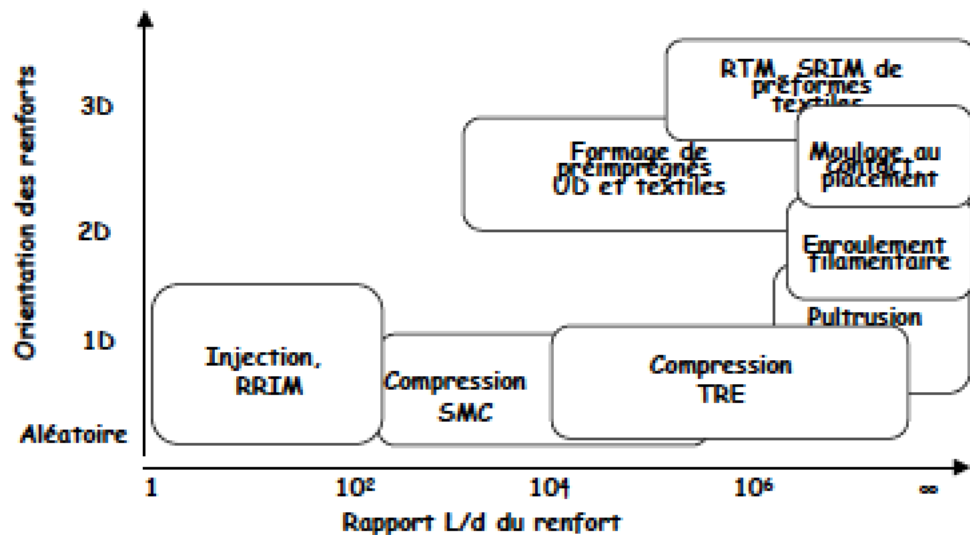 Orientation des renforts
3D
2D
1D
Aléatoire
RTM, SRIM de
préformes
textiles
Formage de
préimprégnés
UD et textiles
Moulage au
contact,
placement
Enroulement
filamentaire
Pultrusion
Injection,
RRIM
Compression
SMC
Compression
TRE
1
10²
10⁴
10⁶
∞
Rapport L/d du renfort